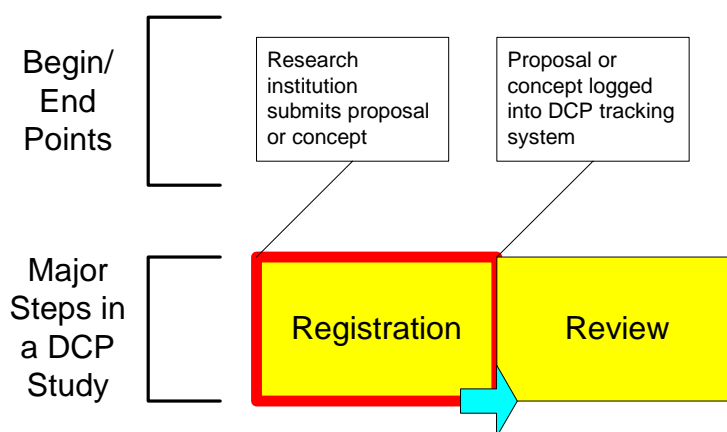 Begin/
End
Points
Research
institution
submits proposal
or concept
Proposal or
concept logged
into DCP tracking
system
Major
Steps in
a DCP
Study
Registration
Review